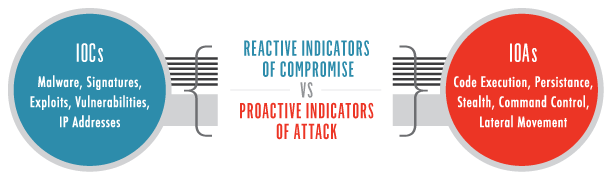 IOCs
Malware, Signatures,
Exploits, Vulnerabilities,
IP Addresses
REACTIVE INDICATORS
OF COMPROMISE
VS
PROACTIVE INDICATORS
OF ATTACK
IOAs
Code Execution, Persistance,
Stealth, Command Control,
Lateral Movement